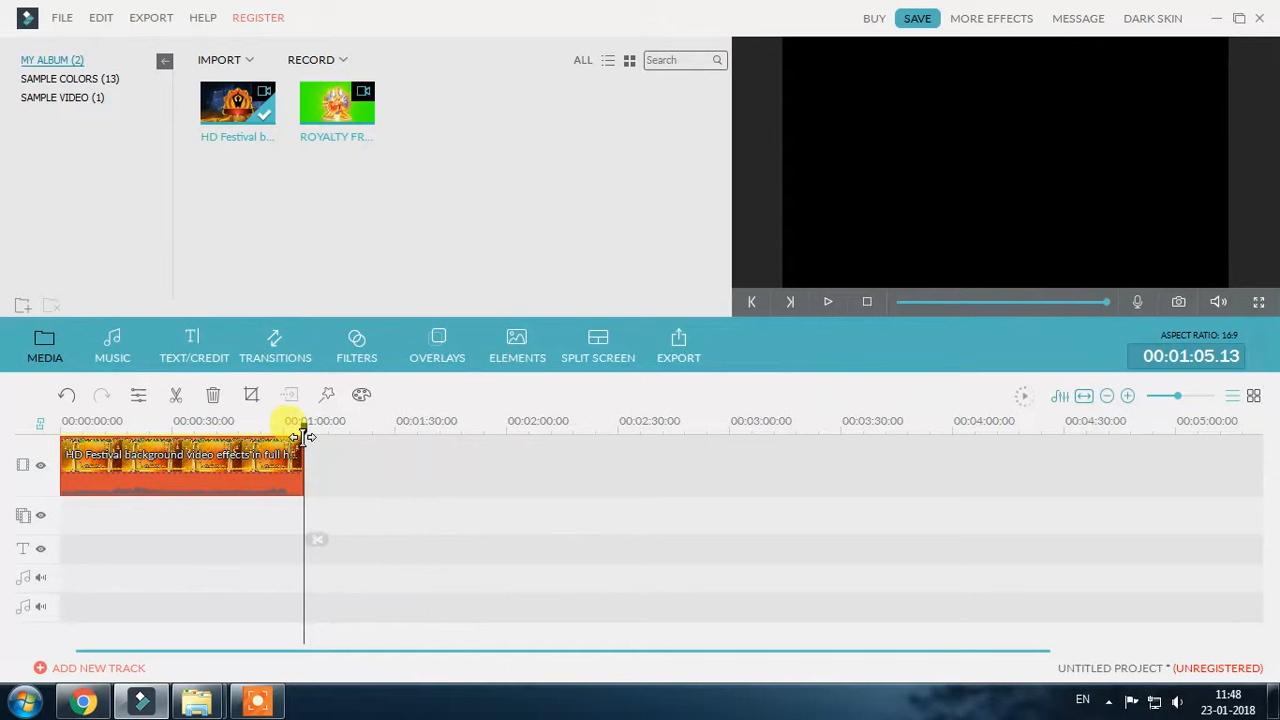 FILE EDIT EXPORT HELP REGISTER BUY SAVE MORE EFFECTS MESSAGE DARK SKIN
MY ALBUM (2)
SAMPLE COLORS (13)
SAMPLE VIDEO (1)
IMPORT RECORD ALL Search
HD Festival b... ROYALTY FR...
MEDIA MUSIC TEXT/CREDIT TRANSITIONS FILTERS OVERLAYS ELEMENTS SPLIT SCREEN EXPORT
ASPECT RATIO: 16:9
00:01:05.13
00:00:00:00 00:00:30:00 00:01:00:00 00:01:30:00 00:02:00:00 00:02:30:00 00:03:00:00 00:03:30:00 00:04:00:00 00:04:30:00 00:05:00:00
HD Festival background video effects in full h...
ADD NEW TRACK
UNTITLED PROJECT * (UNREGISTERED)
EN
11:48
23-01-2018